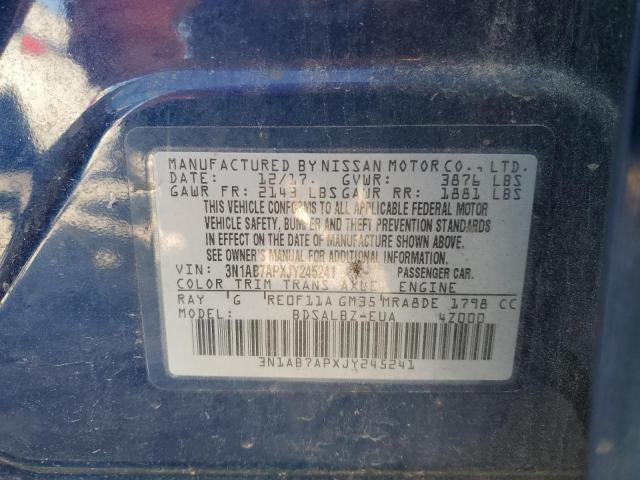 MANUFACTURED BY NISSAN MOTOR CO., LTD.
DATE: 12/17. GVWR: 3876 LBS
GAWR FR: 2143 LBS GAWR RR: 1881 LBS
THIS VEHICLE CONFORMS TO ALL APPLICABLE FEDERAL MOTOR
VEHICLE SAFETY, BUMPER AND THEFT PREVENTION STANDARDS
IN EFFECT ON THE DATE OF MANUFACTURE SHOWN ABOVE.
SEE OWNER'S MANUAL FOR ADDITIONAL INFORMATION.
VIN: 3N1AB7APXJY245241 PASSENGER CAR.
COLOR TRIM TRANS AXLE ENGINE
RAY G RE0F11A GM35 MRA8DE 1798 CC
MODEL: BDSALBZ-EUA 4Z000
3N1AB7APXJY245241